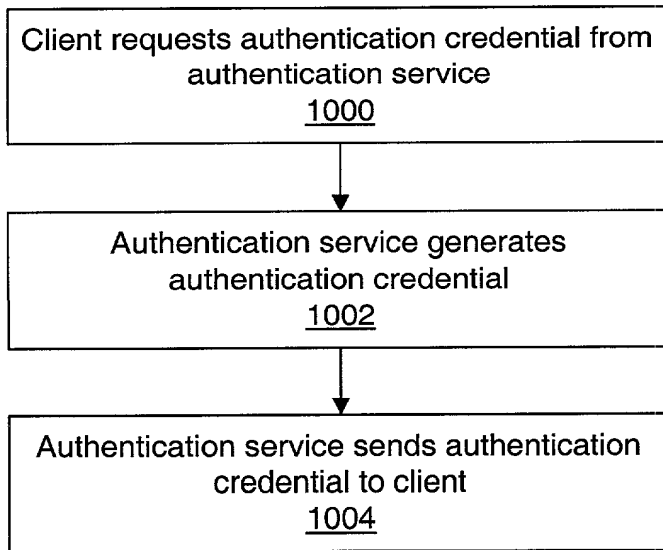 Client requests authentication credential from
authentication service
1000
Authentication service generates
authentication credential
1002
Authentication service sends authentication
credential to client
1004